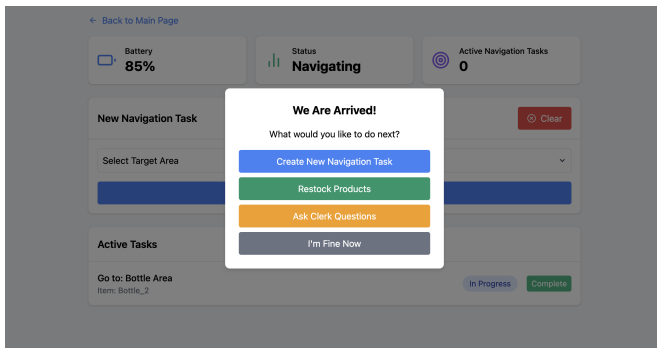 ← Back to Main Page
Battery
85%
Status
Navigating
Active Navigation Tasks
0
New Navigation Task
Clear
Select Target Area
We Are Arrived!
What would you like to do next?
Create New Navigation Task
Restock Products
Ask Clerk Questions
I'm Fine Now
Active Tasks
Go to: Bottle Area
Item: Bottle_2
In Progress
Complete